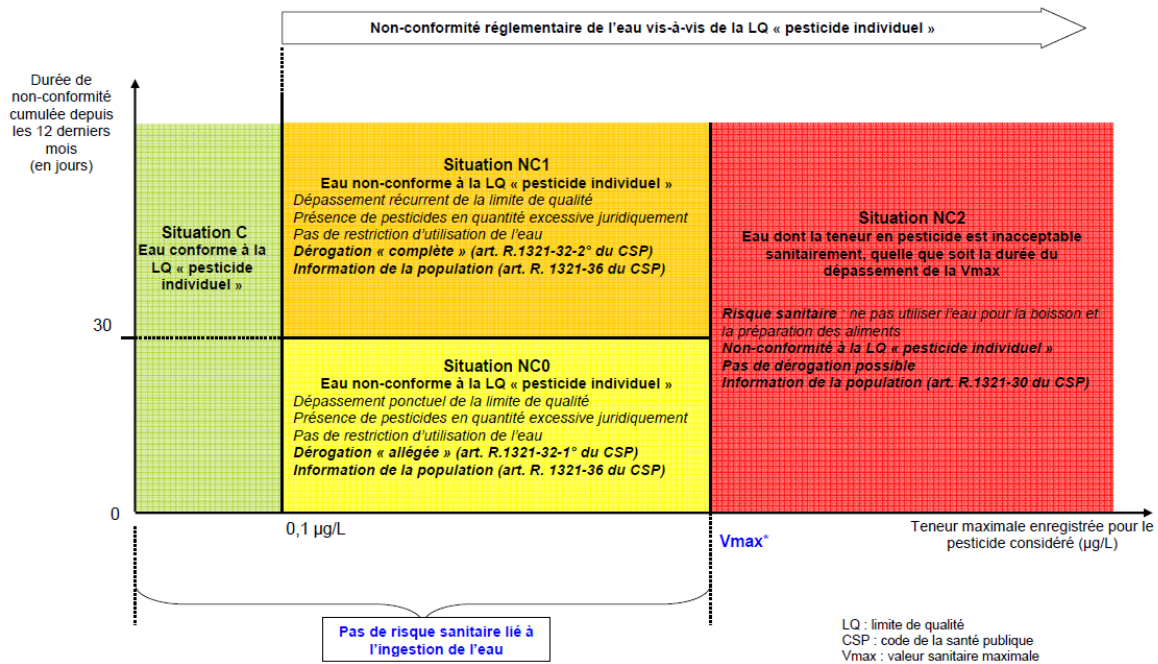 Non-conformité réglementaire de l'eau vis-à-vis de la LQ « pesticide individuel »
Durée de
non-conformité
cumulée depuis
les 12 derniers
mois
(en jours)
Situation C
Eau conforme à la
LQ « pesticide
individuel »
Situation NC1
Eau non-conforme à la LQ « pesticide individuel »
Dépassement récurrent de la limite de qualité
Présence de pesticides en quantité excessive juridiquement
Pas de restriction d'utilisation de l'eau
Dérogation « complète » (art. R.1321-32-2° du CSP)
Information de la population (art. R. 1321-36 du CSP)
Situation NC2
Eau dont la teneur en pesticide est inacceptable
sanitairement, quelle que soit la durée du
dépassement de la Vmax
Risque sanitaire : ne pas utiliser l'eau pour la boisson et
la préparation des aliments
Non-conformité à la LQ « pesticide individuel »
Pas de dérogation possible
Information de la population (art. R.1321-30 du CSP)
30
Situation NC0
Eau non-conforme à la LQ « pesticide individuel »
Dépassement ponctuel de la limite de qualité
Présence de pesticides en quantité excessive juridiquement
Pas de restriction d'utilisation de l'eau
Dérogation « allégée » (art. R.1321-32-1° du CSP)
Information de la population (art. R. 1321-36 du CSP)
0
0,1 µg/L
Vmax*
Teneur maximale enregistrée pour le
pesticide considéré (µg/L)
Pas de risque sanitaire lié à
l'ingestion de l'eau
LQ : limite de qualité
CSP : code de la santé publique
Vmax : valeur sanitaire maximale